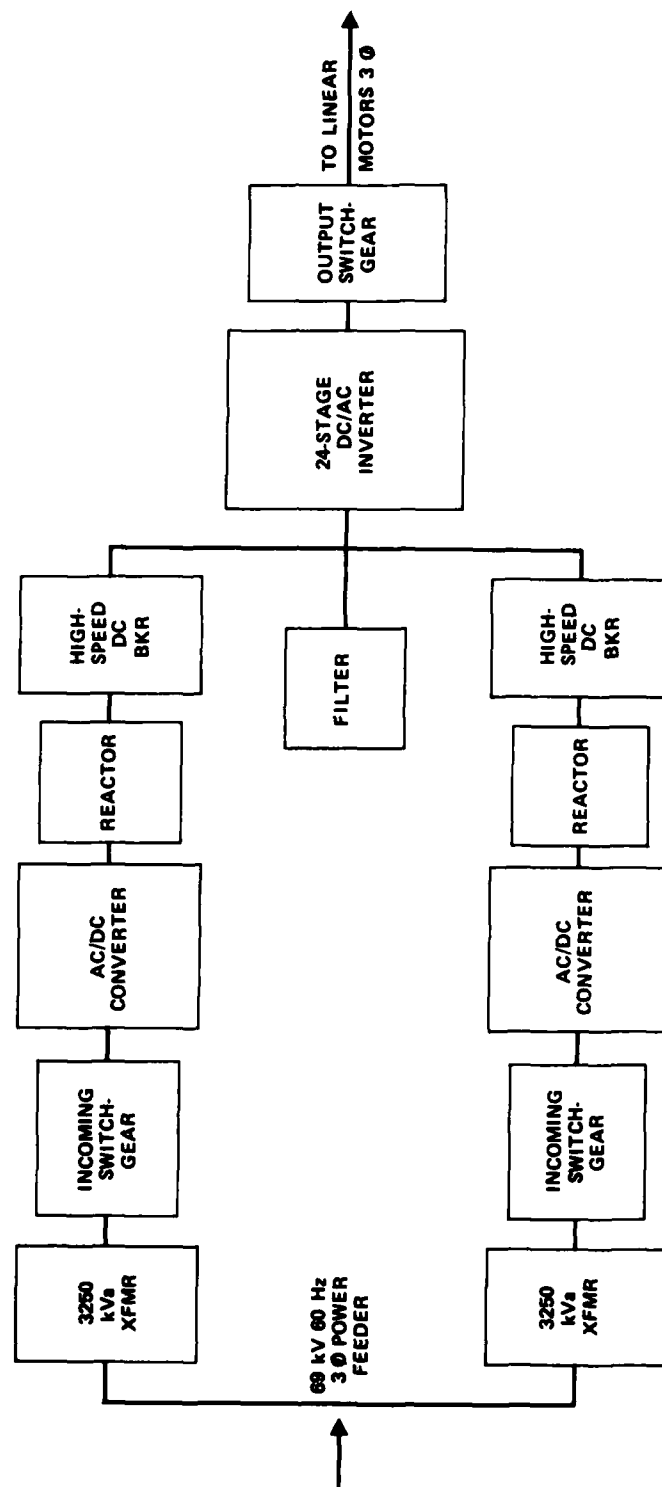 69 kV 60 Hz
3 Ø POWER
FEEDER
3250
kVa
XFMR
INCOMING
SWITCH-
GEAR
AC/DC
CONVERTER
REACTOR
HIGH-
SPEED
DC
BKR
3250
kVa
XFMR
INCOMING
SWITCH-
GEAR
AC/DC
CONVERTER
REACTOR
HIGH-
SPEED
DC
BKR
FILTER
24-STAGE
DC/AC
INVERTER
OUTPUT
SWITCH-
GEAR
TO LINEAR
MOTORS 3 Ø